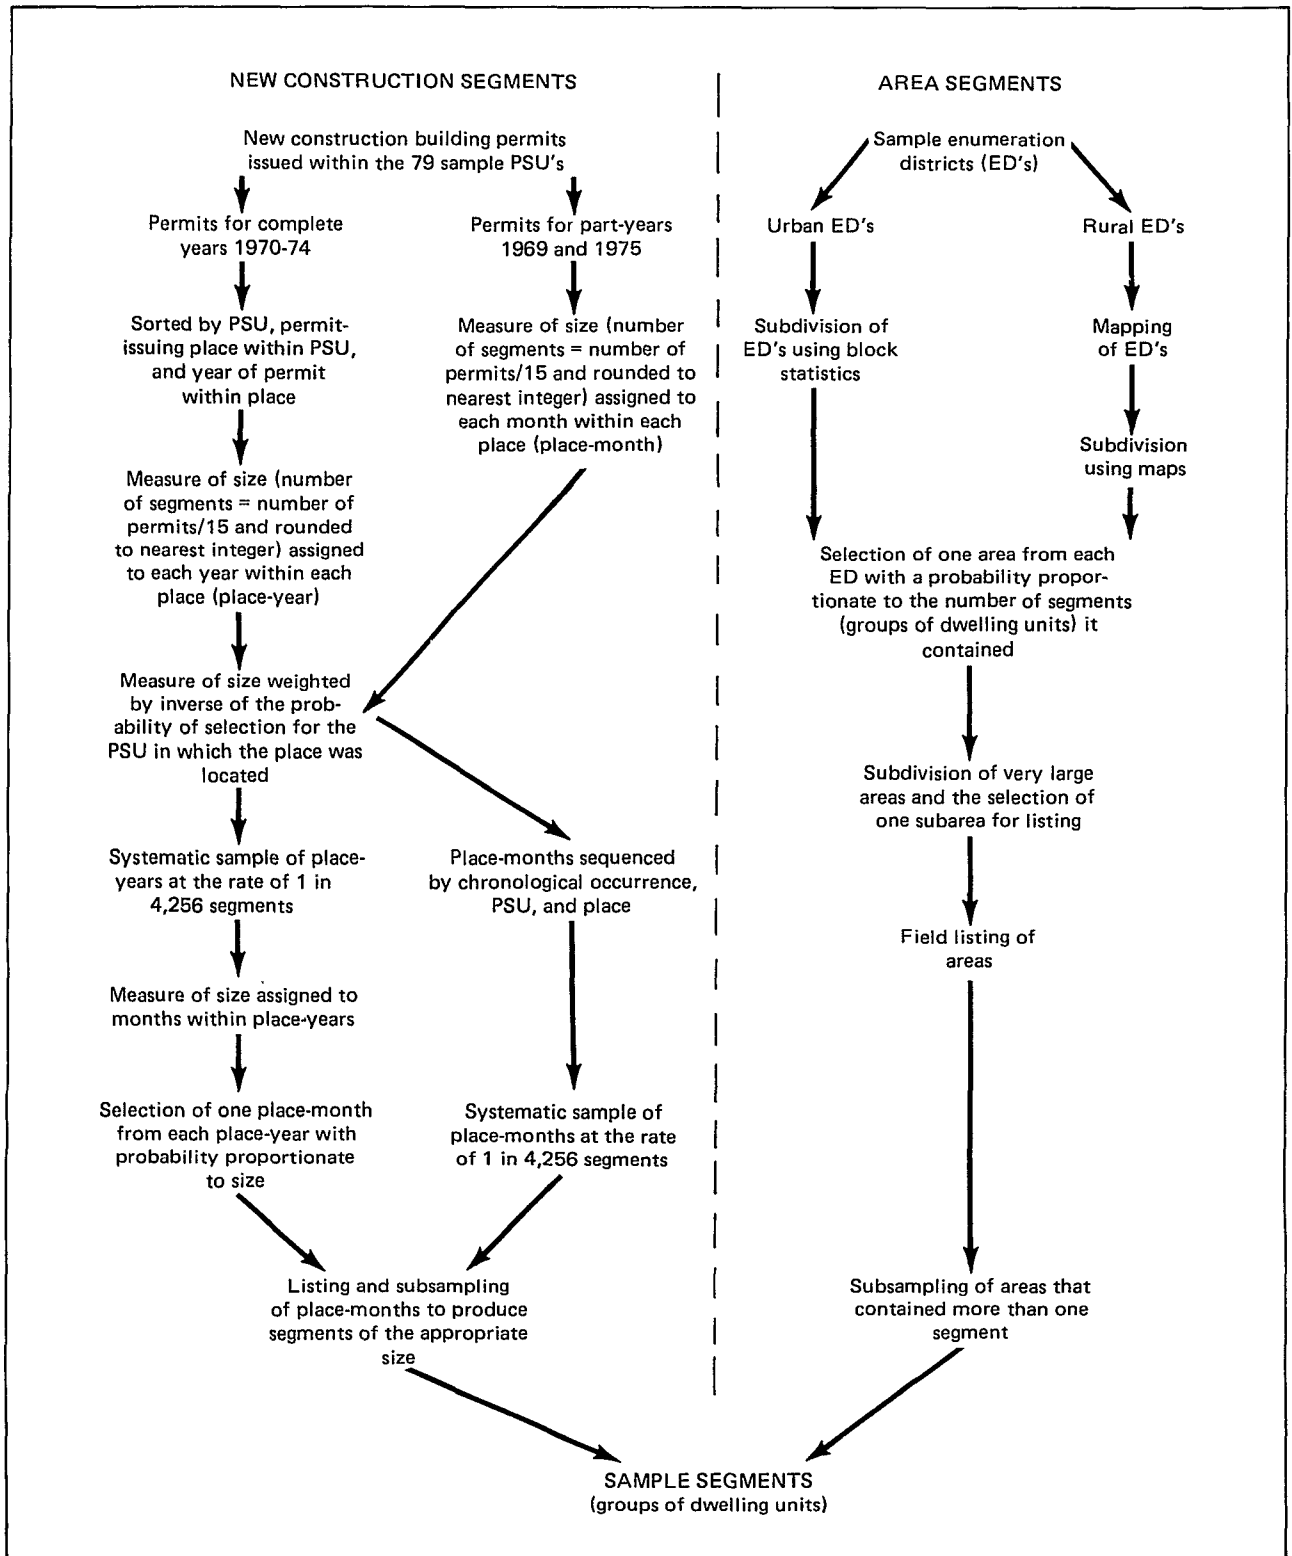 NEW CONSTRUCTION SEGMENTS
New construction building permits
issued within the 79 sample PSU's
Permits for complete
years 1970-74
Permits for part-years
1969 and 1975
Sorted by PSU, permit-
issuing place within PSU,
and year of permit
within place
Measure of size (number
of segments = number of
permits/15 and rounded to
nearest integer) assigned to
each month within each
place (place-month)
Measure of size (number
of segments = number of
permits/15 and rounded
to nearest integer) assigned
to each year within each
place (place-year)
Measure of size weighted
by inverse of the prob-
ability of selection for the
PSU in which the place was
located
Systematic sample of place-
years at the rate of 1 in
4,256 segments
Place-months sequenced
by chronological occurrence,
PSU, and place
Measure of size assigned to
months within place-years
Selection of one place-month
from each place-year with
probability proportionate
to size
Systematic sample of
place-months at the rate
of 1 in 4,256 segments
Listing and subsampling
of place-months to produce
segments of the appropriate
size
AREA SEGMENTS
Sample enumeration
districts (ED's)
Urban ED's
Rural ED's
Subdivision of
ED's using block
statistics
Mapping
of ED's
Subdivision
using maps
Selection of one area from each
ED with a probability propor-
tionate to the number of segments
(groups of dwelling units) it
contained
Subdivision of very large
areas and the selection of
one subarea for listing
Field listing of
areas
Subsampling of areas that
contained more than one
segment
SAMPLE SEGMENTS
(groups of dwelling units)